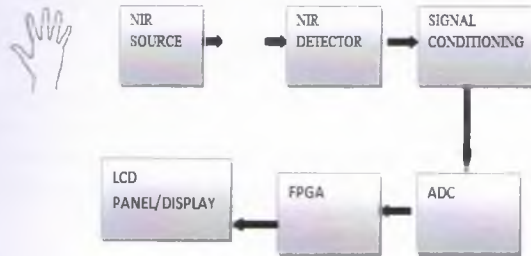 NIR
SOURCE
NIR
DETECTOR
SIGNAL
CONDITIONING
LCD
PANEL/DISPLAY
FPGA
ADC